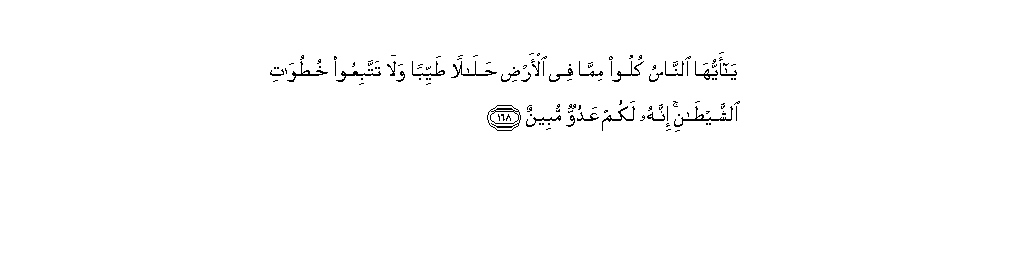 يَـٰٓأَيُّهَا ٱلنَّاسُ كُلُوا۟ مِمَّا فِى ٱلْأَرْضِ حَلَـٰلًا طَيِّبًا وَلَا تَتَّبِعُوا۟ خُطُوَٰتِ
ٱلشَّيْطَـٰنِ ۚ إِنَّهُۥ لَكُمْ عَدُوٌّ مُّبِينٌ ١٦٨